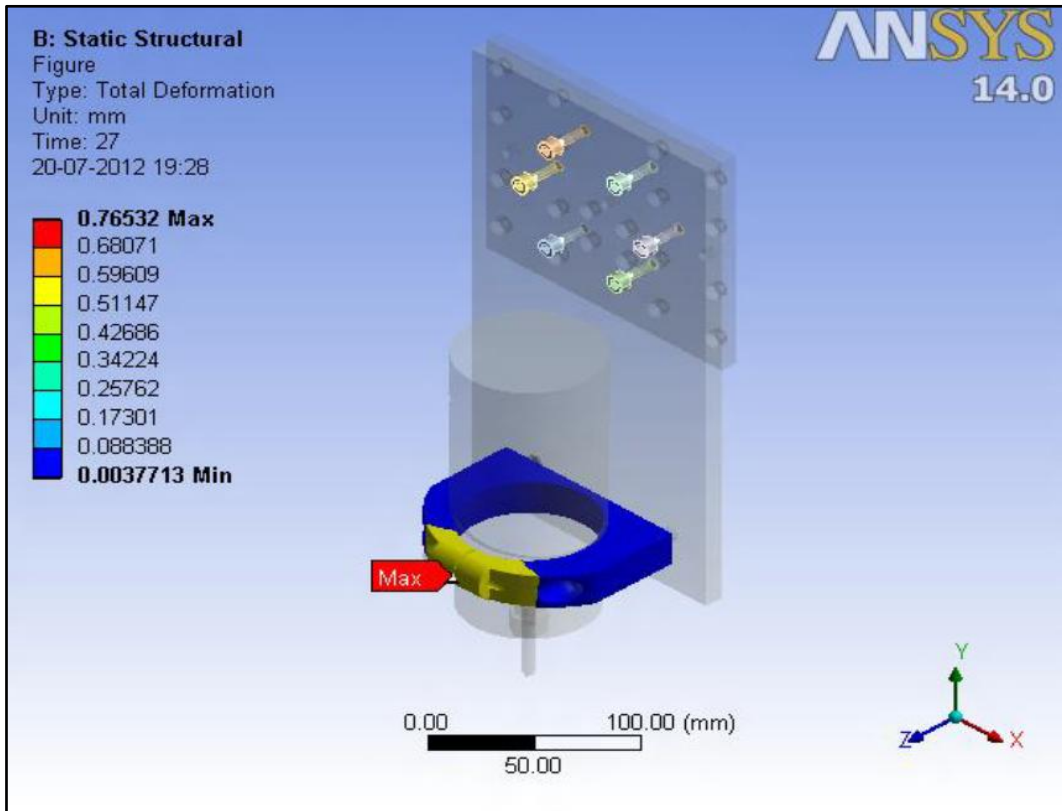 B: Static Structural
Figure
Type: Total Deformation
Unit: mm
Time: 27
20-07-2012 19:28
ANSYS
14.0
0.76532 Max
0.68071
0.59609
0.51147
0.42686
0.34224
0.25762
0.17301
0.088388
0.0037713 Min
Max
0.00
100.00 (mm)
50.00
Y
Z
X